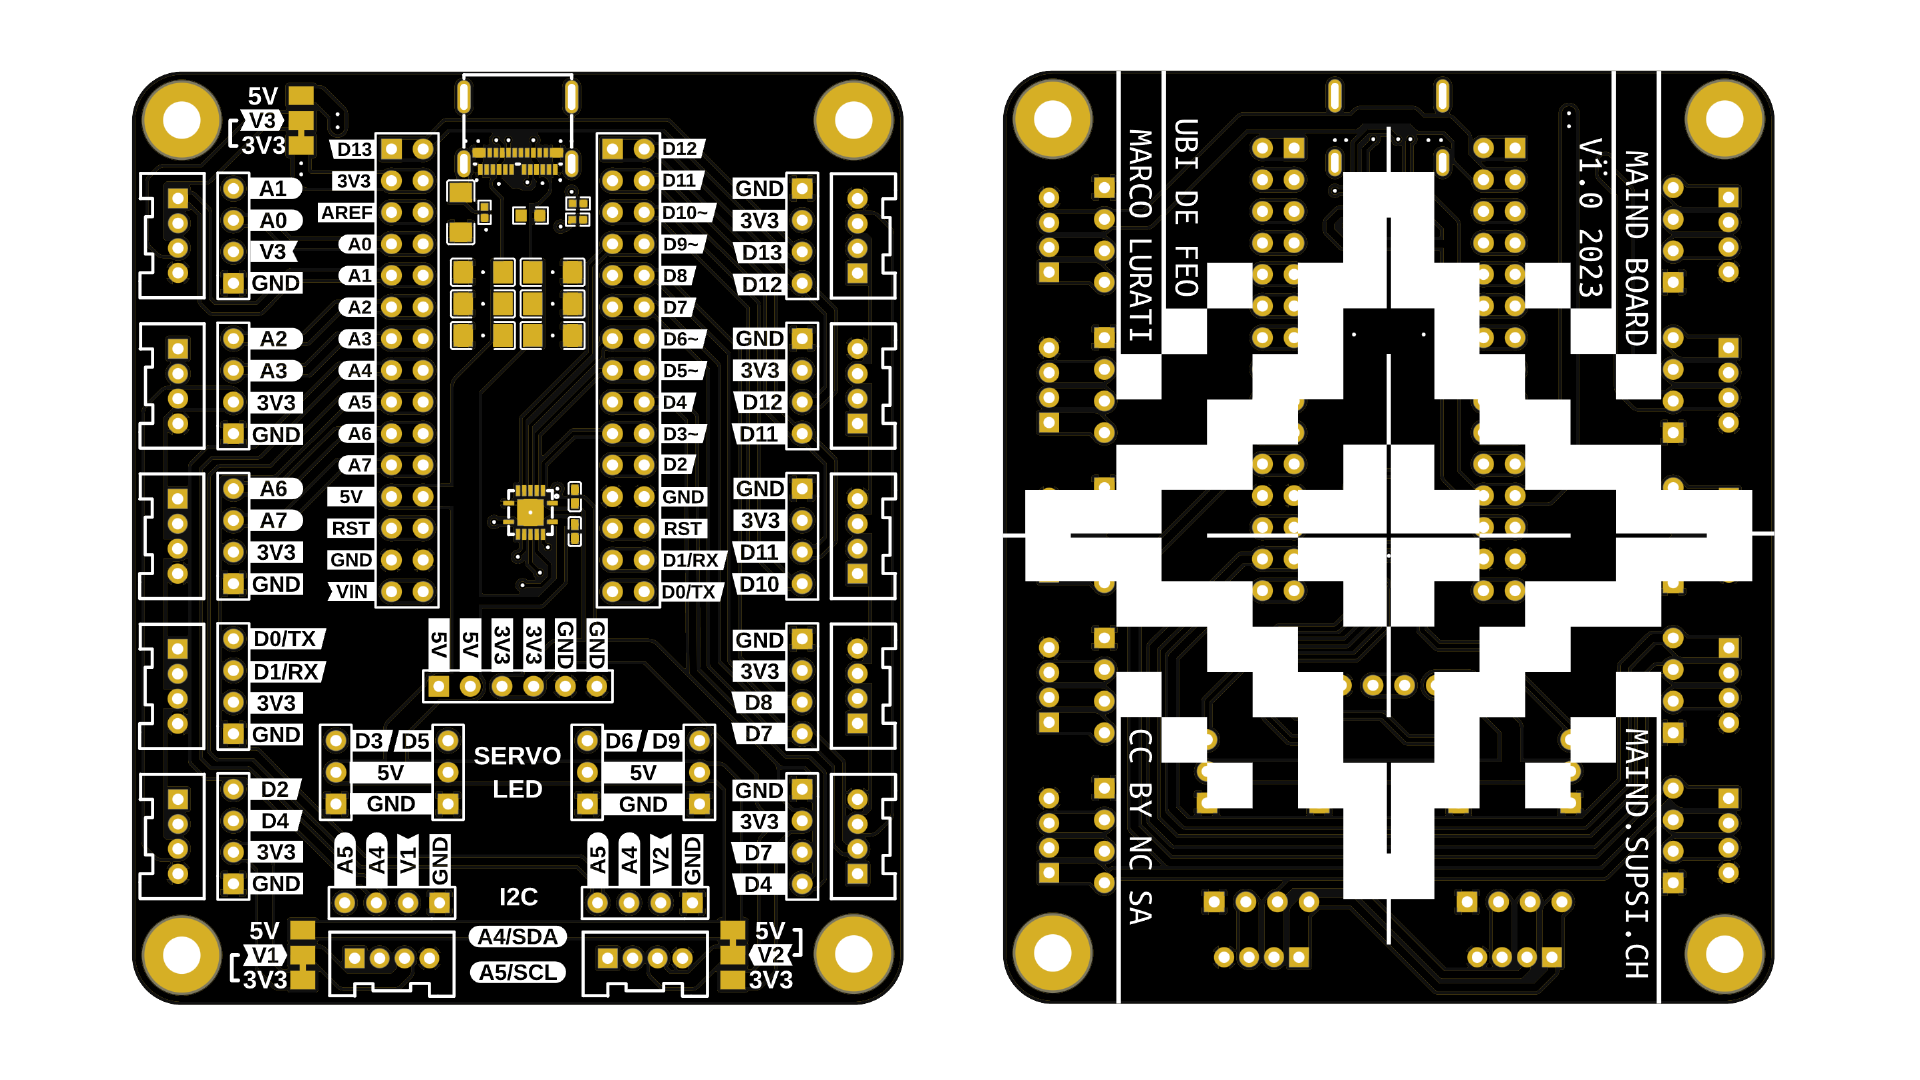 5V
V3
3V3
A1
A0
V3
GND
A2
A3
3V3
GND
A6
A7
3V3
GND
D0/TX
D1/RX
3V3
GND
D2
D4
3V3
GND
D13
3V3
AREF
A0
A1
A2
A3
A4
A5
A6
A7
5V
RST
GND
VIN
D12
D11
D10~
D9~
D8
D7
D6~
D5~
D4
D3~
D2
GND
RST
D1/RX
D0/TX
GND
3V3
D13
D12
GND
3V3
D12
D11
GND
3V3
D11
D10
GND
3V3
D8
D7
GND
3V3
D7
D4
5V 5V 3V3 3V3 GND GND
D3 / D5
5V
GND
SERVO
LED
D6 / D9
5V
GND
A5 A4 V1 GND
I2C
A5 A4 V2 GND
A4/SDA
A5/SCL
5V
V1
3V3
5V
V2
3V3
UBI DE FEO
MARCO LURATI
MAIND BOARD
V1.0 2023
CC BY NC SA
MAIND.SUPSI.CH